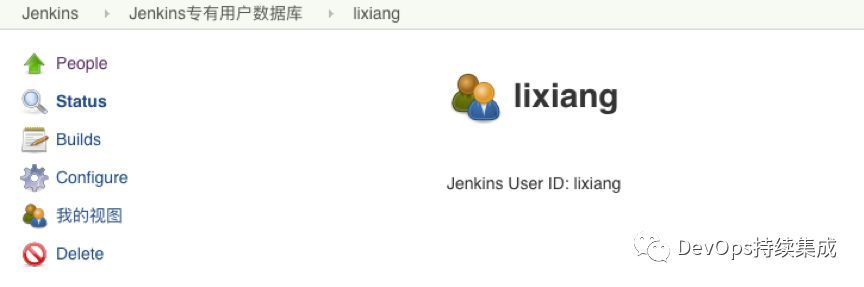 Jenkins Jenkins专有用户数据库 lixiang
People
Status
Builds
Configure
我的视图
Delete
lixiang
Jenkins User ID: lixiang
DevOps持续集成